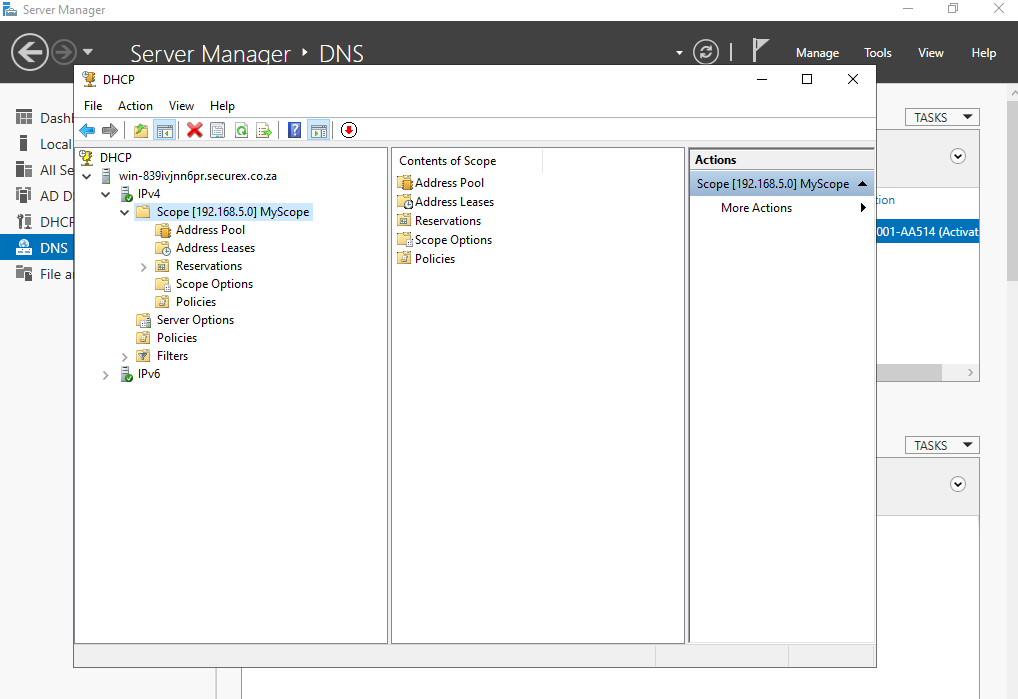 Server Manager
Server Manager ‣ DNS
Manage Tools View Help
DHCP
File Action View Help
Dashl
Local
All Se
AD D
DHCP
DNS
File a
DHCP
win-839ivjnn6pr.securex.co.za
IPv4
Scope [192.168.5.0] MyScope
Address Pool
Address Leases
Reservations
Scope Options
Policies
Server Options
Policies
Filters
IPv6
Contents of Scope
Address Pool
Address Leases
Reservations
Scope Options
Policies
Actions
Scope [192.168.5.0] MyScope
More Actions
TASKS
tion
001-AA514 (Activat
TASKS